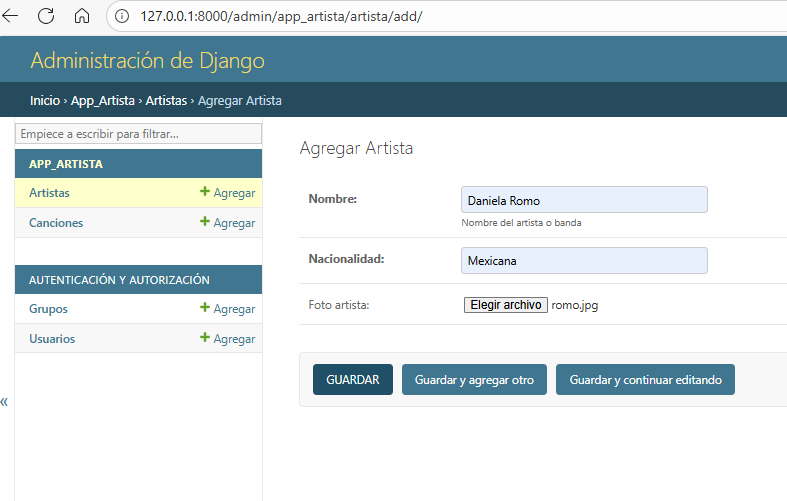 127.0.0.1:8000/admin/app_artista/artista/add/
Administración de Django
Inicio › App_Artista › Artistas › Agregar Artista
Empiece a escribir para filtrar...
APP_ARTISTA
Artistas + Agregar
Canciones + Agregar
AUTENTICACIÓN Y AUTORIZACIÓN
Grupos + Agregar
Usuarios + Agregar
«
Agregar Artista
Nombre: Daniela Romo
Nombre del artista o banda
Nacionalidad: Mexicana
Foto artista: Elegir archivo romo.jpg
GUARDAR Guardar y agregar otro Guardar y continuar editando